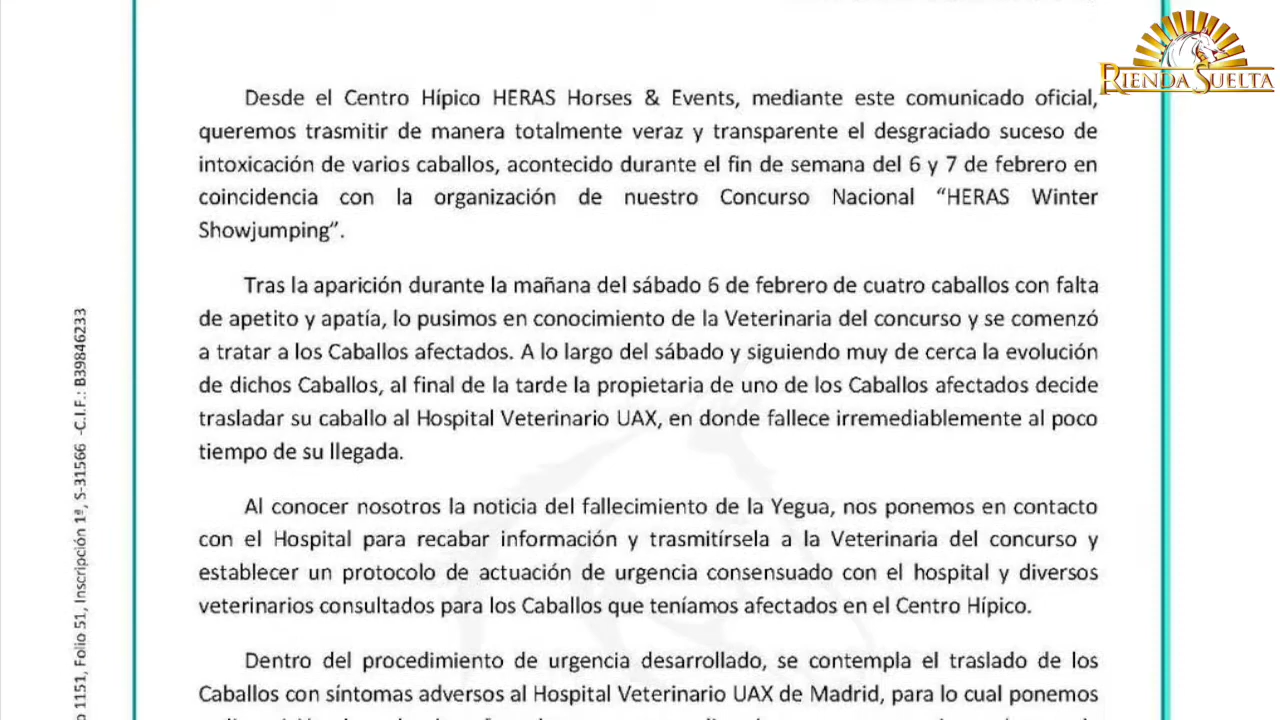 RIENDA SUELTA
Desde el Centro Hípico HERAS Horses & Events, mediante este comunicado oficial,
queremos trasmitir de manera totalmente veraz y transparente el desgraciado suceso de
intoxicación de varios caballos, acontecido durante el fin de semana del 6 y 7 de febrero en
coincidencia con la organización de nuestro Concurso Nacional “HERAS Winter
Showjumping”.
Tras la aparición durante la mañana del sábado 6 de febrero de cuatro caballos con falta
de apetito y apatía, lo pusimos en conocimiento de la Veterinaria del concurso y se comenzó
a tratar a los Caballos afectados. A lo largo del sábado y siguiendo muy de cerca la evolución
de dichos Caballos, al final de la tarde la propietaria de uno de los Caballos afectados decide
trasladar su caballo al Hospital Veterinario UAX, en donde fallece irremediablemente al poco
tiempo de su llegada.
Al conocer nosotros la noticia del fallecimiento de la Yegua, nos ponemos en contacto
con el Hospital para recabar información y trasmitírsela a la Veterinaria del concurso y
establecer un protocolo de actuación de urgencia consensuado con el hospital y diversos
veterinarios consultados para los Caballos que teníamos afectados en el Centro Hípico.
Dentro del procedimiento de urgencia desarrollado, se contempla el traslado de los
Caballos con síntomas adversos al Hospital Veterinario UAX de Madrid, para lo cual ponemos
1151, Folio 51, Inscripción 1ª, S-31566 -C.I.F.: B39846233